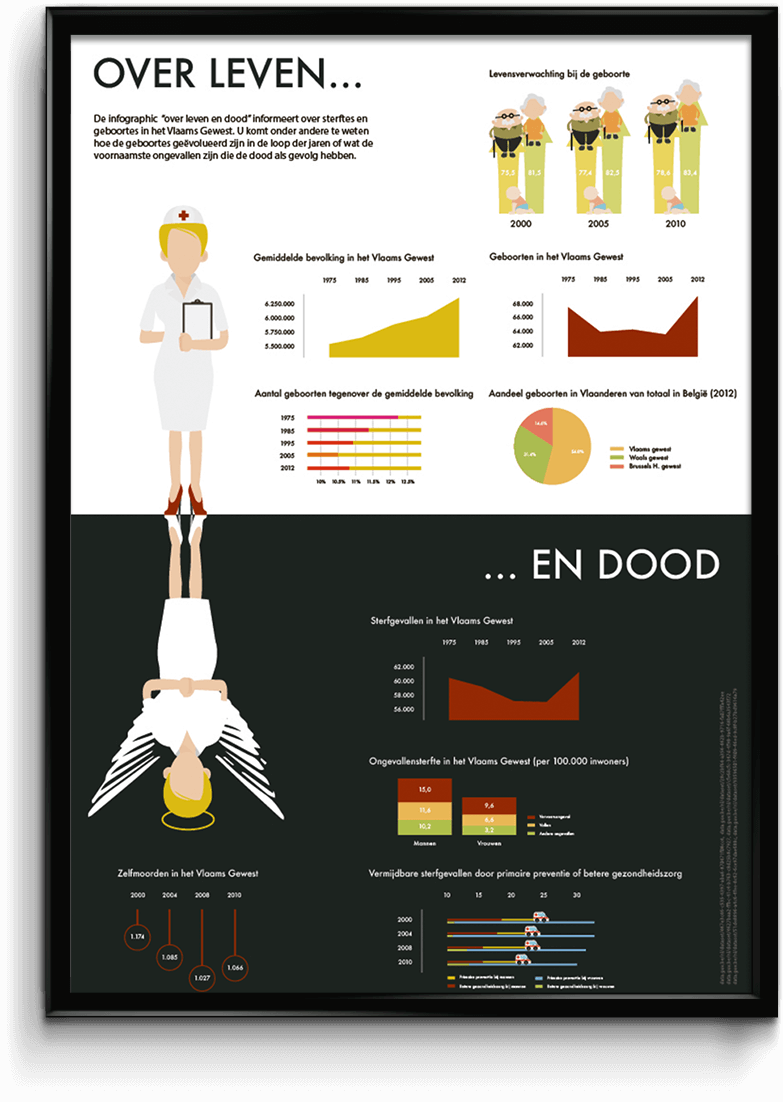 OVER LEVEN...
De infographic “over leven en dood” informeert over sterftes en
geboortes in het Vlaams Gewest. U komt onder andere te weten
hoe de geboortes geëvolueerd zijn in de loop der jaren of wat de
voornaamste ongevallen zijn die de dood als gevolg hebben.
Levensverwachting bij de geboorte
75,5 81,5 77,4 82,5 78,6 83,4
2000 2005 2010
Gemiddelde bevolking in het Vlaams Gewest
1975 1985 1995 2005 2012
6.250.000
6.000.000
5.750.000
5.500.000
Geboorten in het Vlaams Gewest
1975 1985 1995 2005 2012
68.000
66.000
64.000
62.000
Aantal geboorten tegenover de gemiddelde bevolking
1975
1985
1995
2005
2012
10% 10.5% 11% 11.5% 12% 12.5%
Aandeel geboorten in Vlaanderen van totaal in België (2012)
Vlaams gewest
Waals gewest
Brussels H. gewest
... EN DOOD
Sterfgevallen in het Vlaams Gewest
1975 1985 1995 2005 2012
62.000
60.000
58.000
56.000
Ongevallensterfte in het Vlaams Gewest (per 100.000 inwoners)
15,0
11,6
10,2
9,6
6,6
3,2
Mannen Vrouwen
Vervoersongeval
Vallen
Andere ongevallen
Zelfmoorden in het Vlaams Gewest
2000 2004 2008 2010
1.174
1.085
1.027
1.066
Vermijdbare sterfgevallen door primaire preventie of betere gezondheidszorg
10 15 20 25 30
2000
2004
2008
2010
Primaire preventie bij mannen
Primaire preventie bij vrouwen
Betere gezondheidszorg bij mannen
Betere gezondheidszorg bij vrouwen